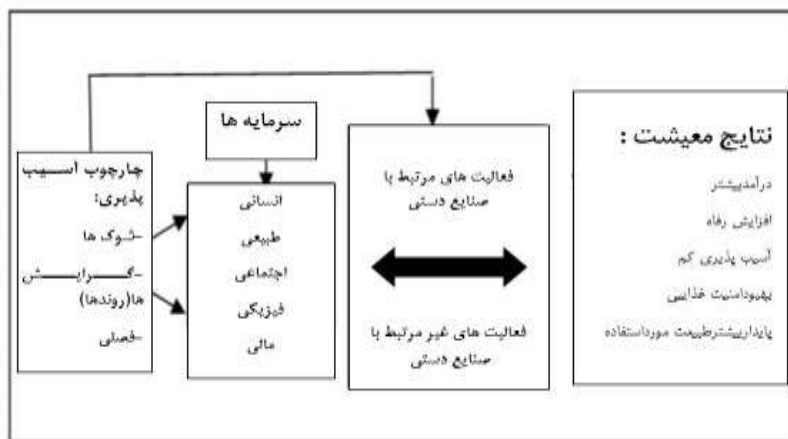 سرمایه ها
چارچوب آسیب
پذیری:
-شوک ها
-گرایش
ها(روندها)
-فصلی
انسانی
طبیعی
اجتماعی
فیزیکی
مالی
فعالیت های مرتبط با
صنایع دستی
فعالیت های غیر مرتبط با
صنایع دستی
نتایج معیشت :
درآمدبیشتر
افزایش رفاه
آسیب پذیری کم
بهبودامنیت غذایی
پایداربیشترطبیعت مورداستفاده